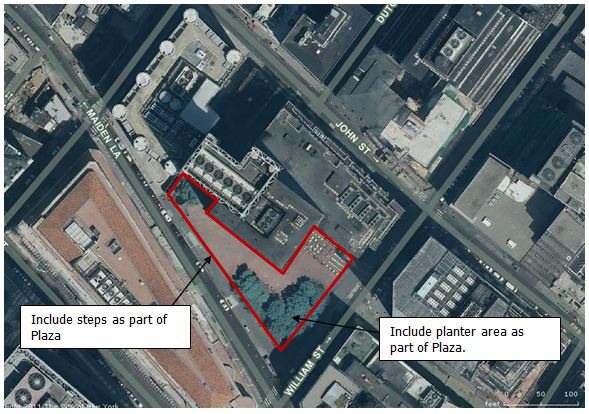 DUTC
← MAIDEN LA
JOHN ST →
Include steps as part of
Plaza
Include planter area as
part of Plaza.
WILLIAM ST →
2011 The City of New York
feet
0
50
100